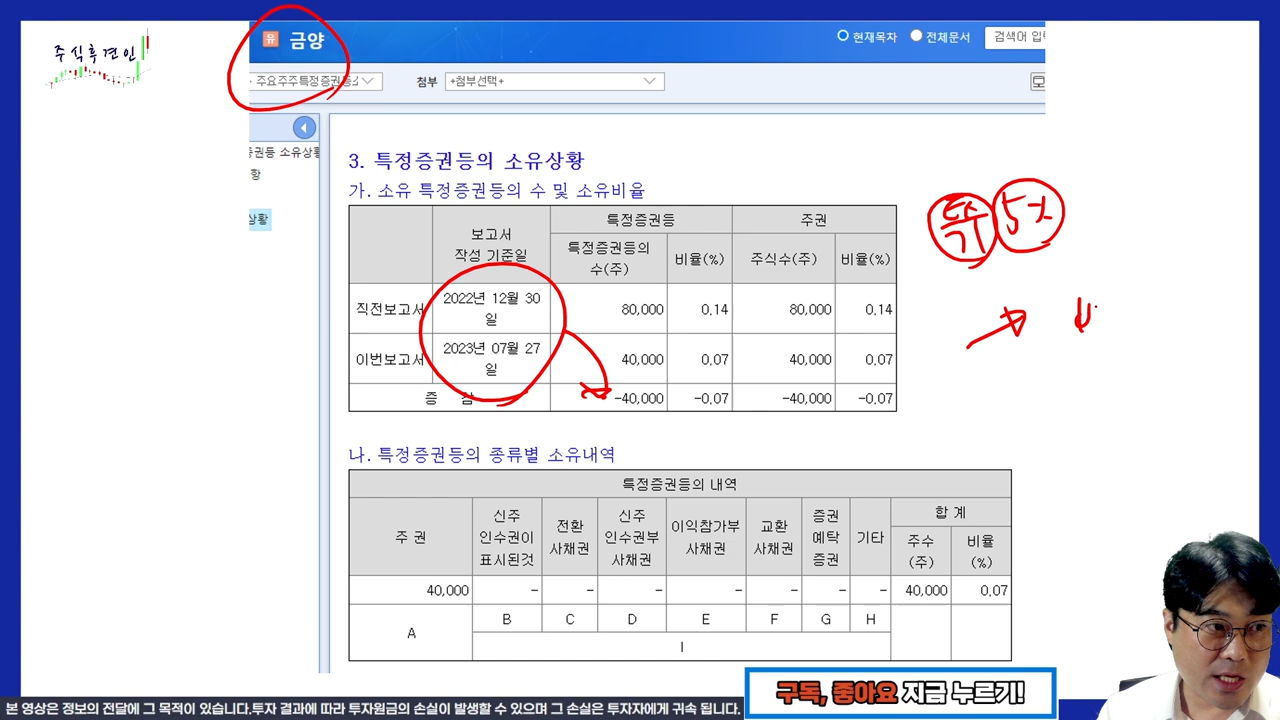 주식후견인
유 금양
현재목차 전체문서 검색어 입력
주요주주특정증권등소
첨부 +첨부선택+
증권등 소유상황
황
상황
3. 특정증권등의 소유상황
가. 소유 특정증권등의 수 및 소유비율
보고서 작성 기준일 특정증권등 주권
특정증권등의 수(주) 비율(%) 주식수(주) 비율(%)
직전보고서 2022년 12월 30일 80,000 0.14 80,000 0.14
이번보고서 2023년 07월 27일 40,000 0.07 40,000 0.07
증 감 -40,000 -0.07 -40,000 -0.07
특수 5%
나. 특정증권등의 종류별 소유내역
특정증권등의 내역
주 권 신주 인수권이 표시된것 전환 사채권 신주 인수권부 사채권 이익참가부 사채권 교환 사채권 증권 예탁 증권 기타 합 계
주수 (주) 비율 (%)
40,000 - - - - - - - 40,000 0.07
A B C D E F G H
I
구독, 좋아요 지금 누르기!
본 영상은 정보의 전달에 그 목적이 있습니다.투자 결과에 따라 투자원금의 손실이 발생할 수 있으며 그 손실은 투자자에게 귀속 됩니다.